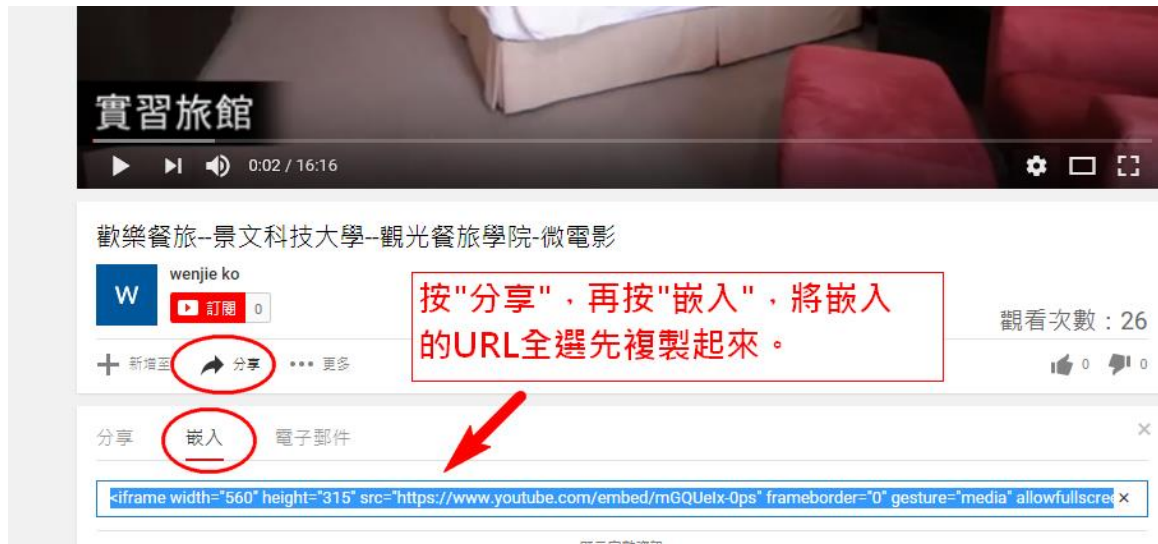 實習旅館
0:02 / 16:16
歡樂餐旅--景文科技大學--觀光餐旅學院-微電影
W
wenjie ko
訂閱 0
按"分享"，再按"嵌入"，將嵌入
的URL全選先複製起來。
觀看次數：26
新增至 分享 ••• 更多
0 0
分享 嵌入 電子郵件
<iframe width="560" height="315" src="https://www.youtube.com/embed/mGQUeIx-0ps" frameborder="0" gesture="media" allowfullscree